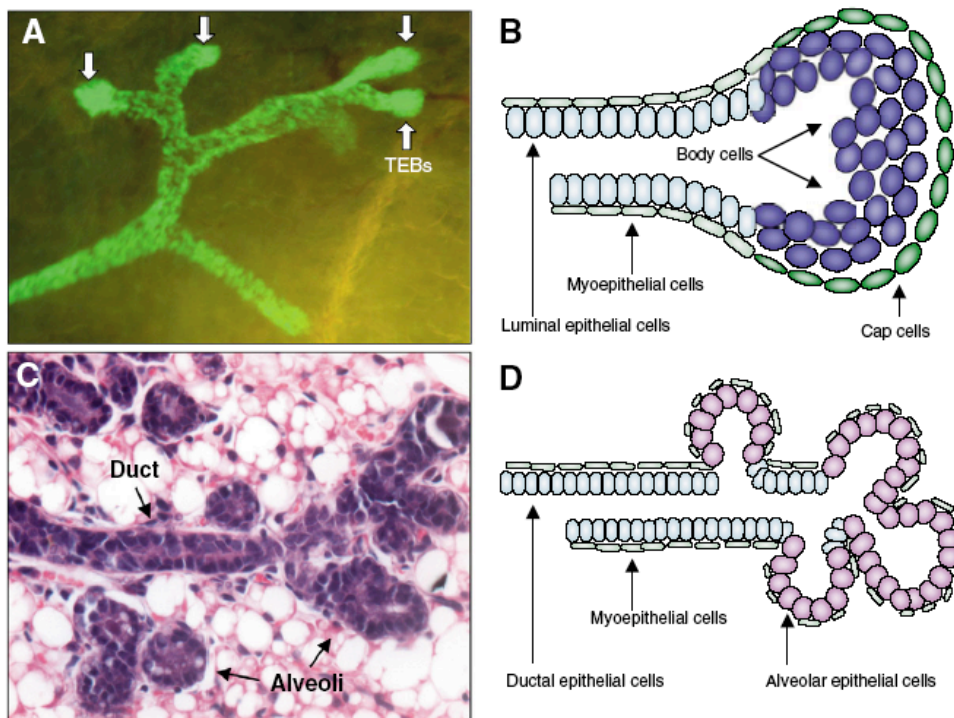 A
TEBs
B
Body cells
Myoepithelial cells
Luminal epithelial cells
Cap cells
C
Duct
Alveoli
D
Myoepithelial cells
Ductal epithelial cells
Alveolar epithelial cells